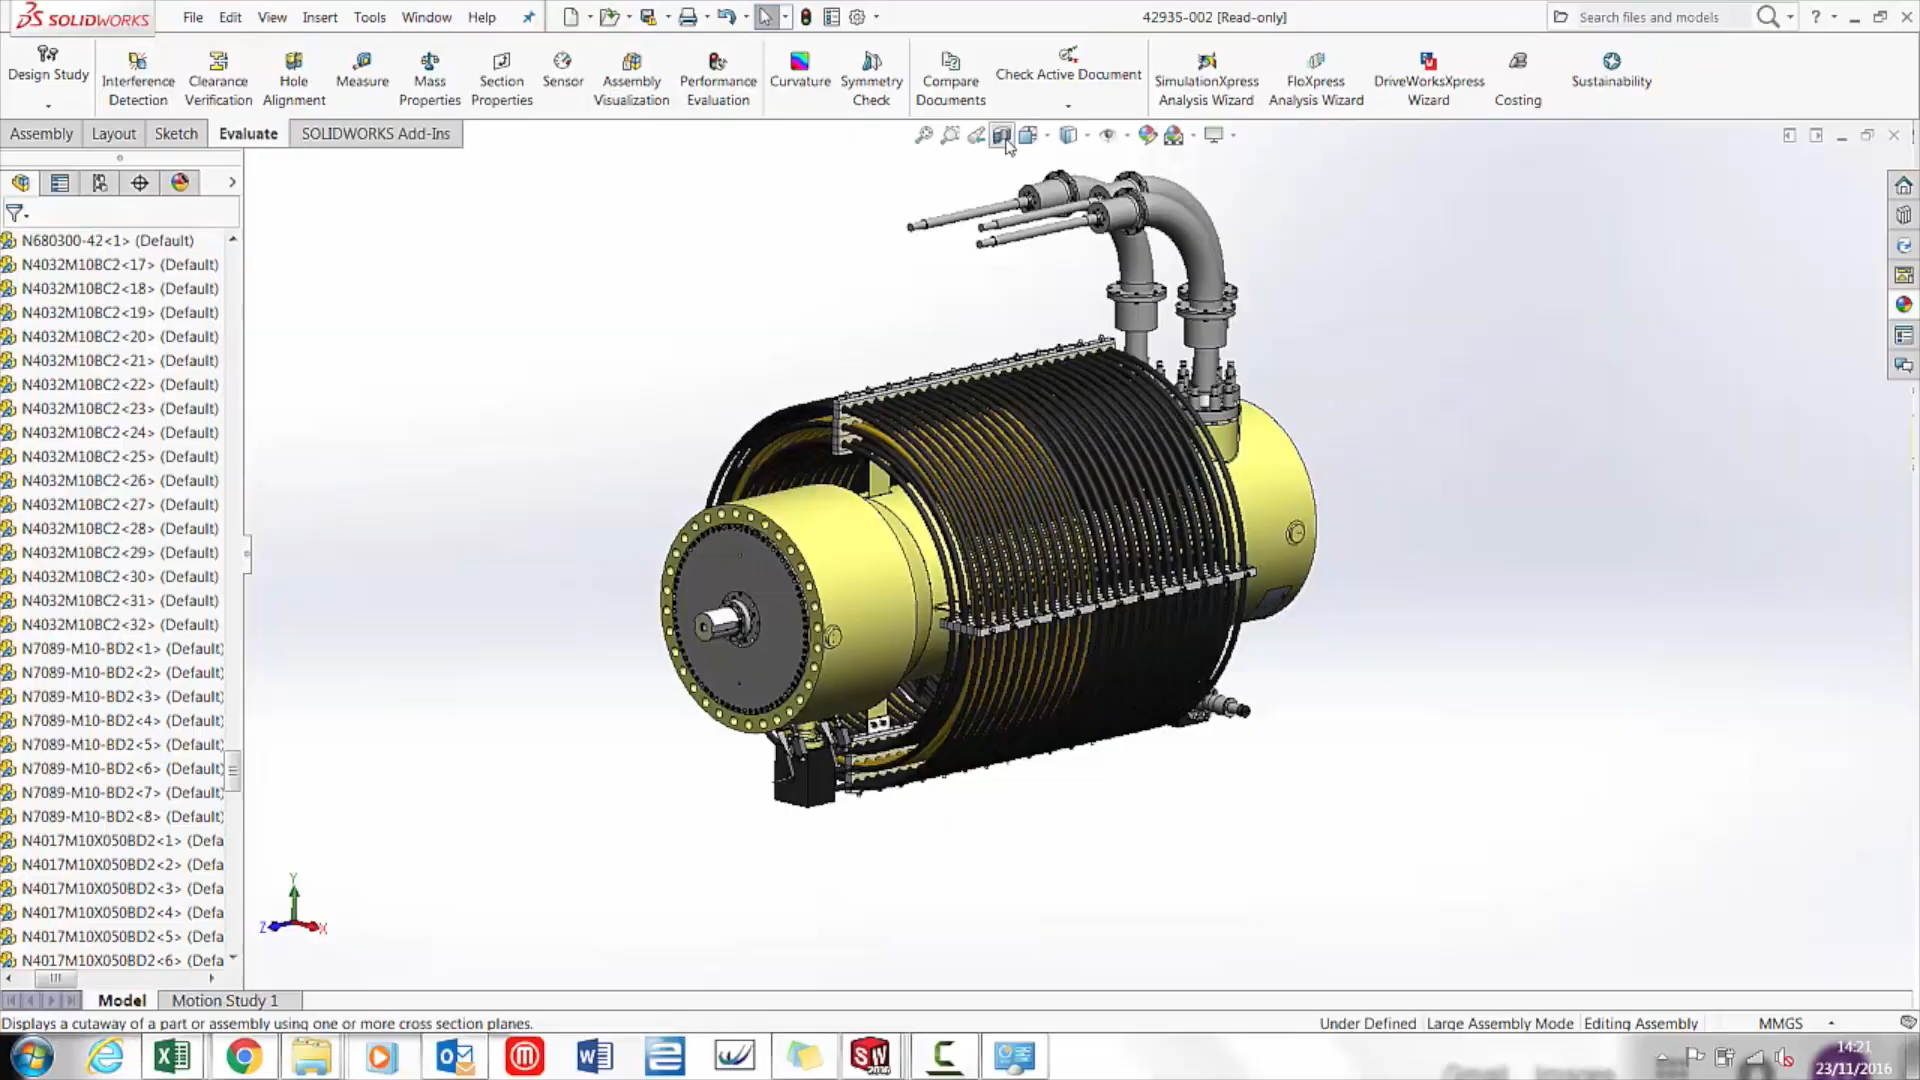 SOLIDWORKS File Edit View Insert Tools Window Help 42935-002 [Read-only] Search files and models ?
Design Study
Interference Detection
Clearance Verification
Hole Alignment
Measure
Mass Properties
Section Properties
Sensor
Assembly Visualization
Performance Evaluation
Curvature
Symmetry Check
Compare Documents
Check Active Document
SimulationXpress Analysis Wizard
FloXpress Analysis Wizard
DriveWorksXpress Wizard
Costing
Sustainability
Assembly Layout Sketch Evaluate SOLIDWORKS Add-Ins
N680300-42<1> (Default)
N4032M10BC2<17> (Default)
N4032M10BC2<18> (Default)
N4032M10BC2<19> (Default)
N4032M10BC2<20> (Default)
N4032M10BC2<21> (Default)
N4032M10BC2<22> (Default)
N4032M10BC2<23> (Default)
N4032M10BC2<24> (Default)
N4032M10BC2<25> (Default)
N4032M10BC2<26> (Default)
N4032M10BC2<27> (Default)
N4032M10BC2<28> (Default)
N4032M10BC2<29> (Default)
N4032M10BC2<30> (Default)
N4032M10BC2<31> (Default)
N4032M10BC2<32> (Default)
N7089-M10-BD2<1> (Default)
N7089-M10-BD2<2> (Default)
N7089-M10-BD2<3> (Default)
N7089-M10-BD2<4> (Default)
N7089-M10-BD2<5> (Default)
N7089-M10-BD2<6> (Default)
N7089-M10-BD2<7> (Default)
N7089-M10-BD2<8> (Default)
N4017M10X050BD2<1> (Defa
N4017M10X050BD2<2> (Defa
N4017M10X050BD2<3> (Defa
N4017M10X050BD2<4> (Defa
N4017M10X050BD2<5> (Defa
N4017M10X050BD2<6> (Defa
Y
Z X
Model Motion Study 1
Displays a cutaway of a part or assembly using one or more cross section planes. Under Defined Large Assembly Mode Editing Assembly MMGS
14:21
23/11/2016